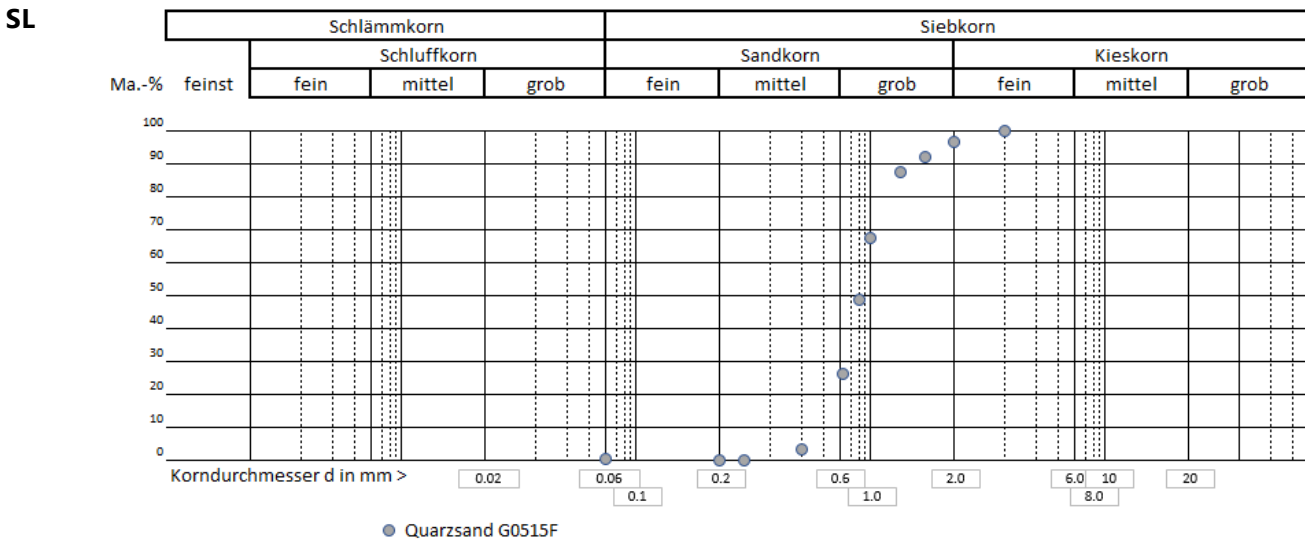 SL
Schlämmkorn Siebkorn
Schluffkorn Sandkorn Kieskorn
Ma.-% feinst fein mittel grob fein mittel grob fein mittel grob
100
90
80
70
60
50
40
30
20
10
0
Korndurchmesser d in mm > 0.02 0.06 0.2 0.6 2.0 6.0 10 20
0.1 1.0 8.0
Quarzsand G0515F